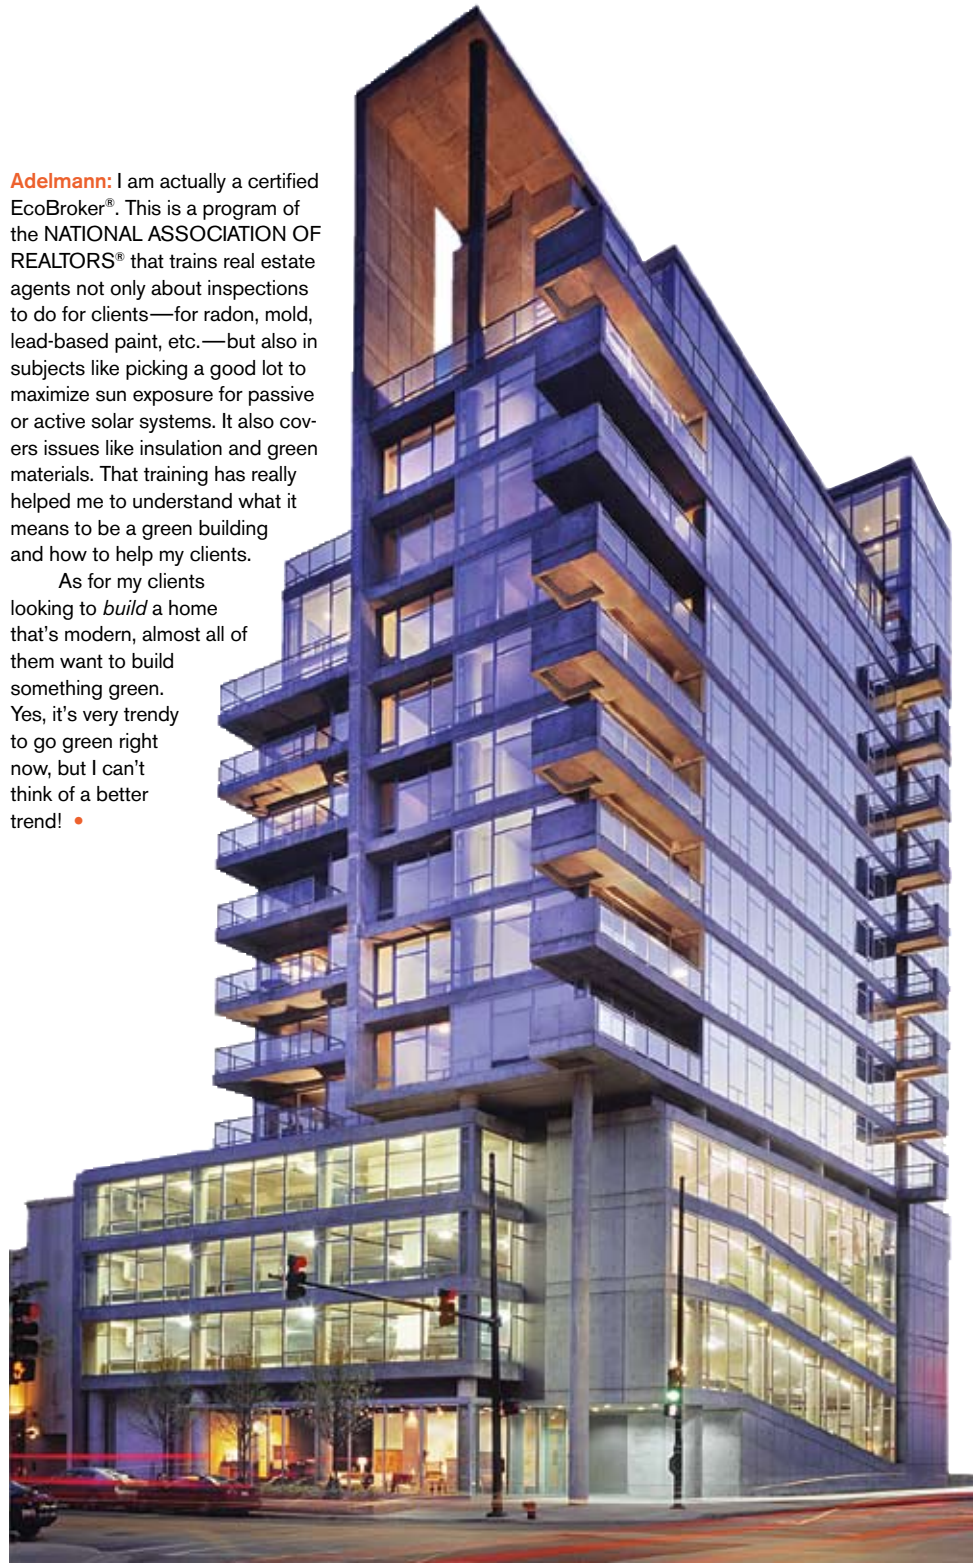 Adelmann: I am actually a certified
EcoBroker®. This is a program of
the NATIONAL ASSOCIATION OF
REALTORS® that trains real estate
agents not only about inspections
to do for clients—for radon, mold,
lead-based paint, etc.—but also in
subjects like picking a good lot to
maximize sun exposure for passive
or active solar systems. It also cov-
ers issues like insulation and green
materials. That training has really
helped me to understand what it
means to be a green building
and how to help my clients.
As for my clients
looking to build a home
that's modern, almost all of
them want to build
something green.
Yes, it's very trendy
to go green right
now, but I can't
think of a better
trend! •